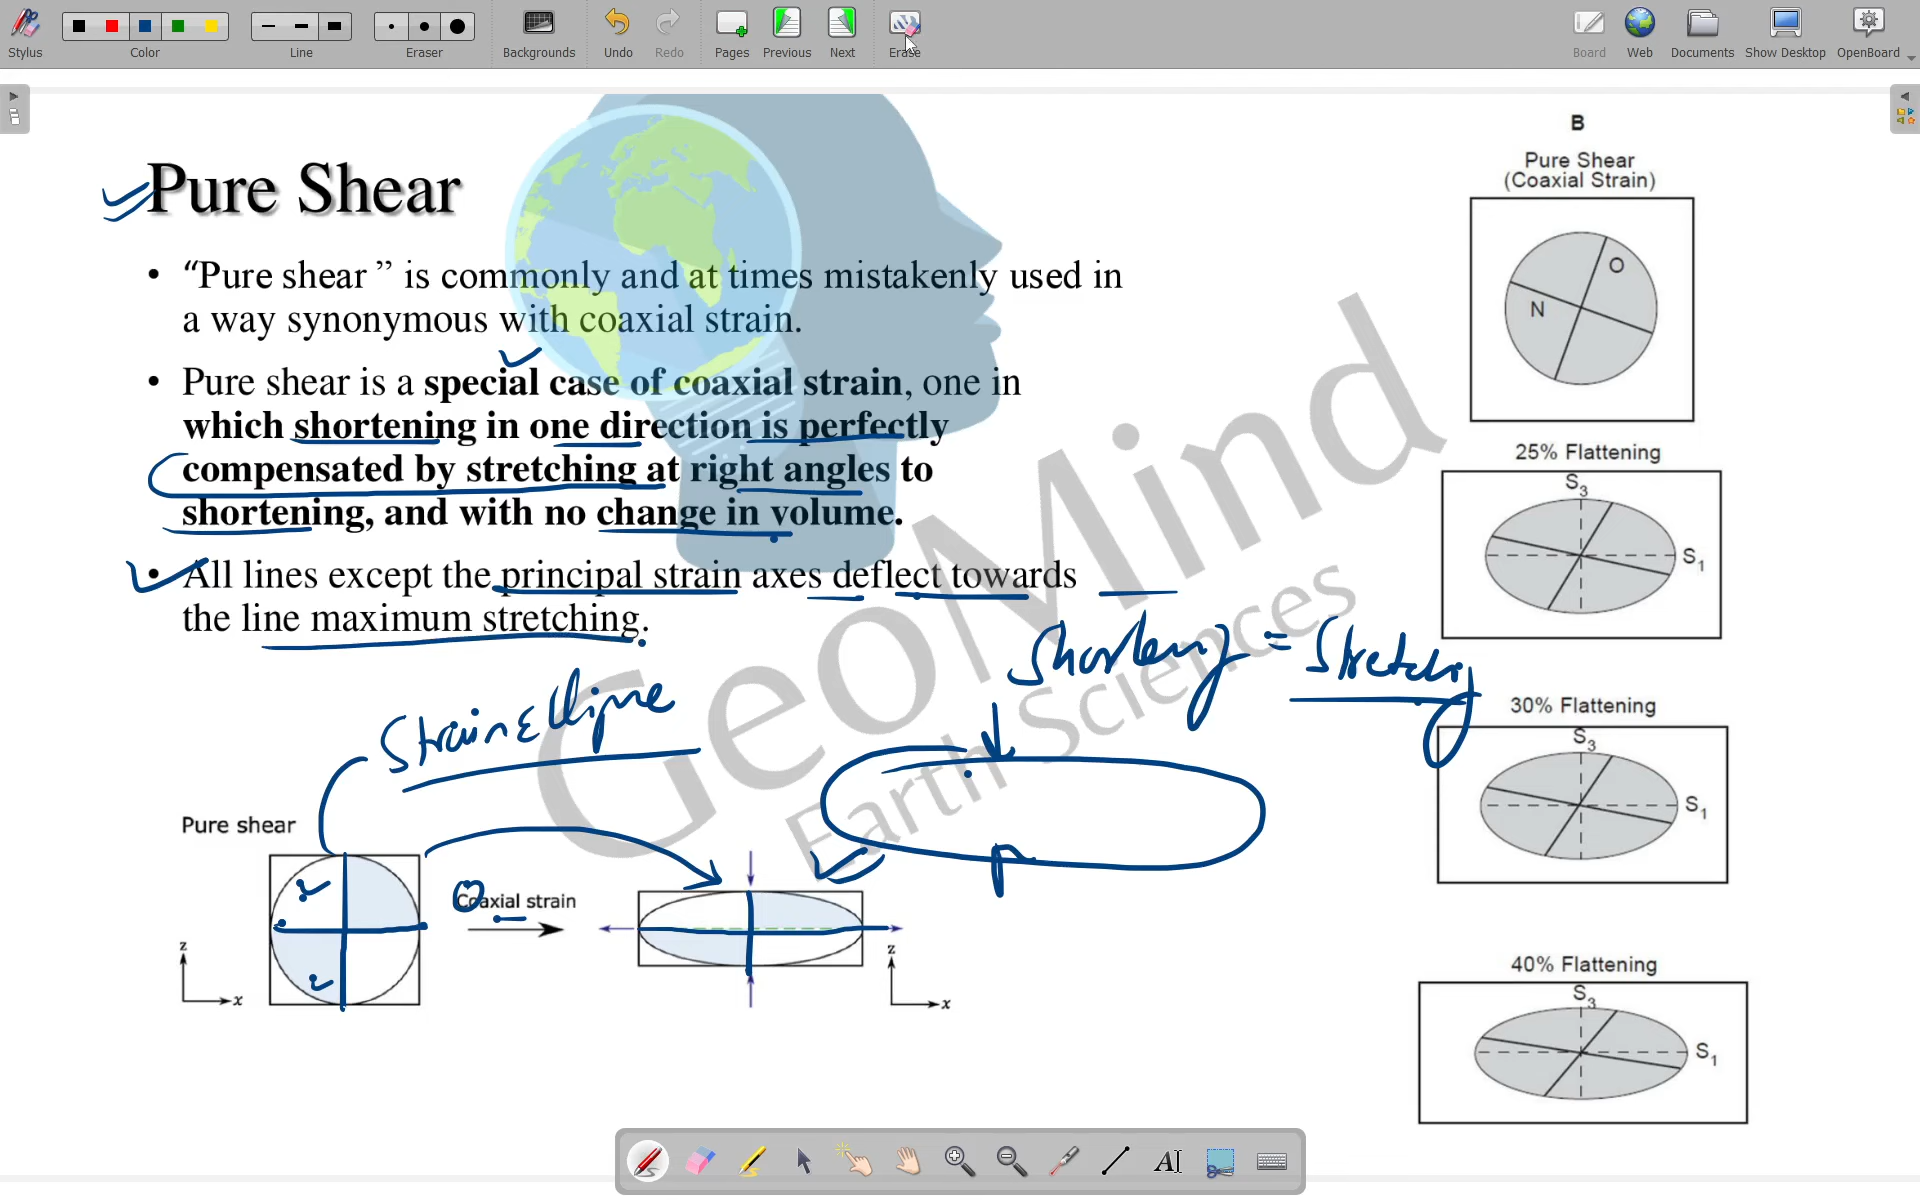 Stylus
Color
Line
Eraser
Backgrounds
Undo
Redo
Pages
Previous
Next
Erase
Board
Web
Documents
Show Desktop
OpenBoard
Pure Shear
• “Pure shear ” is commonly and at times mistakenly used in
a way synonymous with coaxial strain.
• Pure shear is a special case of coaxial strain, one in
which shortening in one direction is perfectly
compensated by stretching at right angles to
shortening, and with no change in volume.
• All lines except the principal strain axes deflect towards
the line maximum stretching.
GeoMind
Earth Sciences
Shortening = Stretching
Strain Ellipse
Pure shear
Coaxial strain
z
x
z
x
B
Pure Shear
(Coaxial Strain)
O
N
25% Flattening
S3
S1
30% Flattening
S3
S1
40% Flattening
S3
S1